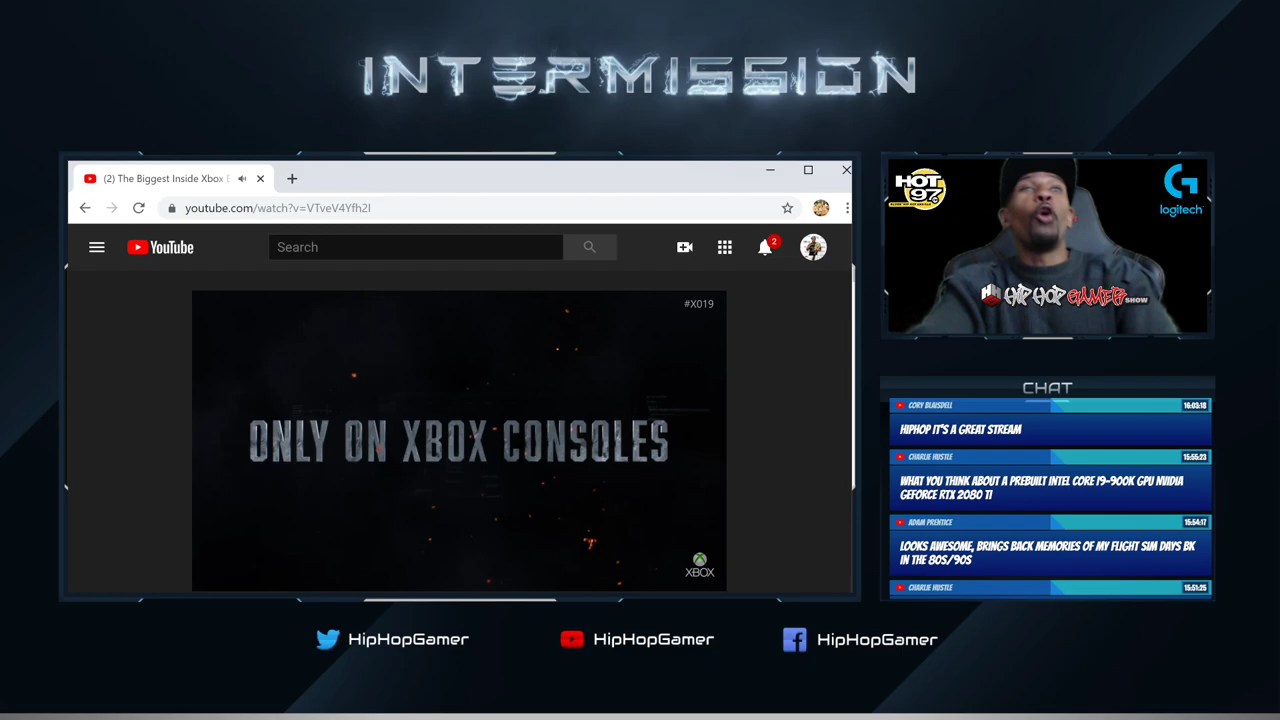 INTERMISSION
(2) The Biggest Inside Xbox E
youtube.com/watch?v=VTveV4Yfh2I
YouTube
Search
2
#X019
ONLY ON XBOX CONSOLES
XBOX
HOT
97
logitech
HIP HOP GAMER SHOW
CHAT
CORY BLAISDELL 16:03:18
HIPHOP IT'S A GREAT STREAM
CHARLIE HUSTLE 15:55:23
WHAT YOU THINK ABOUT A PREBUILT INTEL CORE I9-900K GPU NVIDIA
GEFORCE RTX 2080 TI
ADAM PRENTICE 15:54:17
LOOKS AWESOME, BRINGS BACK MEMORIES OF MY FLIGHT SIM DAYS BK
IN THE 80S/90S
CHARLIE HUSTLE 15:51:25
HipHopGamer
HipHopGamer
HipHopGamer